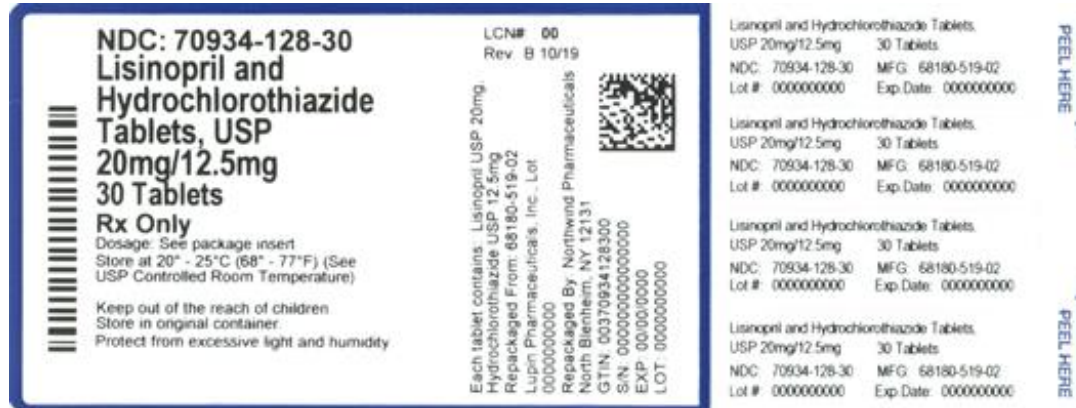 NDC: 70934-128-30
Lisinopril and
Hydrochlorothiazide
Tablets, USP
20mg/12.5mg
30 Tablets
Rx Only
Dosage: See package insert
Store at 20° - 25°C (68° - 77°F) (See
USP Controlled Room Temperature)
Keep out of the reach of children
Store in original container.
Protect from excessive light and humidity
LCN# 00
Rev. B 10/19
Each tablet contains: Lisinopril USP 20mg,
Hydrochlorothiazide USP 12.5mg
Repackaged From: 68180-519-02
Lupin Pharmaceuticals, Inc., Lot
0000000000
Repackaged By: Northwind Pharmaceuticals
North Blenheim, NY 12131
GTIN: 00370934128300
S/N: 00000000000000
EXP: 00/00/0000
LOT: 0000000000
Lisinopril and Hydrochlorothiazide Tablets,
USP 20mg/12.5mg 30 Tablets
NDC: 70934-128-30 MFG: 68180-519-02
Lot #: 0000000000 Exp.Date: 0000000000
Lisinopril and Hydrochlorothiazide Tablets,
USP 20mg/12.5mg 30 Tablets
NDC: 70934-128-30 MFG: 68180-519-02
Lot #: 0000000000 Exp.Date: 0000000000
Lisinopril and Hydrochlorothiazide Tablets,
USP 20mg/12.5mg 30 Tablets
NDC: 70934-128-30 MFG: 68180-519-02
Lot #: 0000000000 Exp.Date: 0000000000
Lisinopril and Hydrochlorothiazide Tablets,
USP 20mg/12.5mg 30 Tablets
NDC: 70934-128-30 MFG: 68180-519-02
Lot #: 0000000000 Exp.Date: 0000000000
PEEL HERE
PEEL HERE